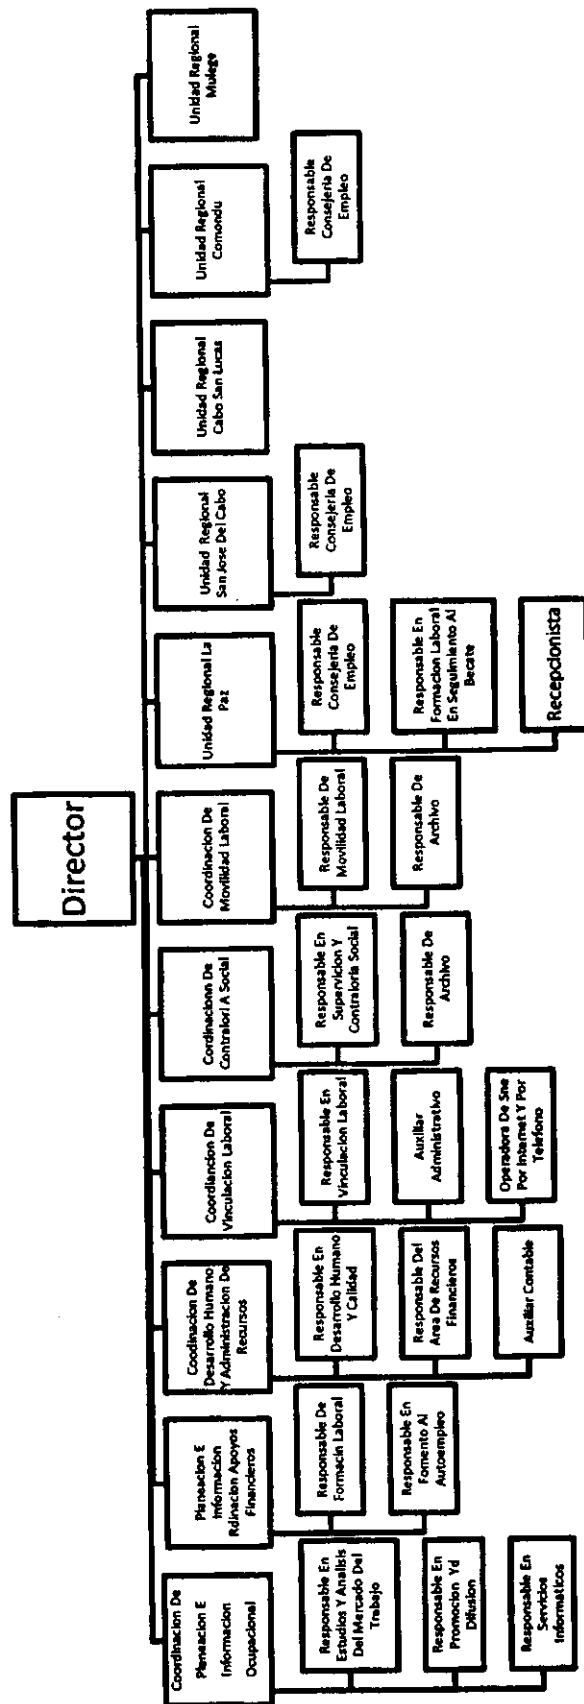 Director
Coordinacion De
Planeacion E
Informacion
Ocupacional
Responsable En
Estudios Y Analisis
Del Mercado Del
Trabajo
Responsable En
Promocion Yd
Difusion
Responsable En
Servicios
Informaticos
Planeacion E
Informacion
Rdinacion Apoyos
Financieros
Responsable De
Formacin Laboral
Responsable En
Fomento Al
Autoempleo
Coodinacion De
Desarrollo Humano
Y Administracion De
Recursos
Responsable En
Desarrollo Humano
Y Calidad
Responsable Del
Area De Recursos
Financieros
Auxiliar Contable
Coordiancion De
Vinculacion Laboral
Responsable En
Vinculacion Laboral
Auxiliar
Administrativo
Operadora De Sne
Por Internet Y Por
Telefono
Cordinacionn De
Contralori A Social
Responsable En
Supervicion Y
Contraloria Social
Responsable De
Archivo
Coordinacion De
Movilidad Laboral
Responsable De
Movilidad Laboral
Responsable De
Archivo
Unidad Regional La
Paz
Responsable
Consejeria De
Empleo
Responsable En
Formacion Laboral
En Seguimiento Al
Becate
Recepcionista
Unidad Regional
San Jose Del Cabo
Responsable
Consejeria De
Empleo
Unidad Regional
Cabo San Lucas
Unidad Regional
Comondu
Responsable
Consejeria De
Empleo
Unidad Regional
Mulege